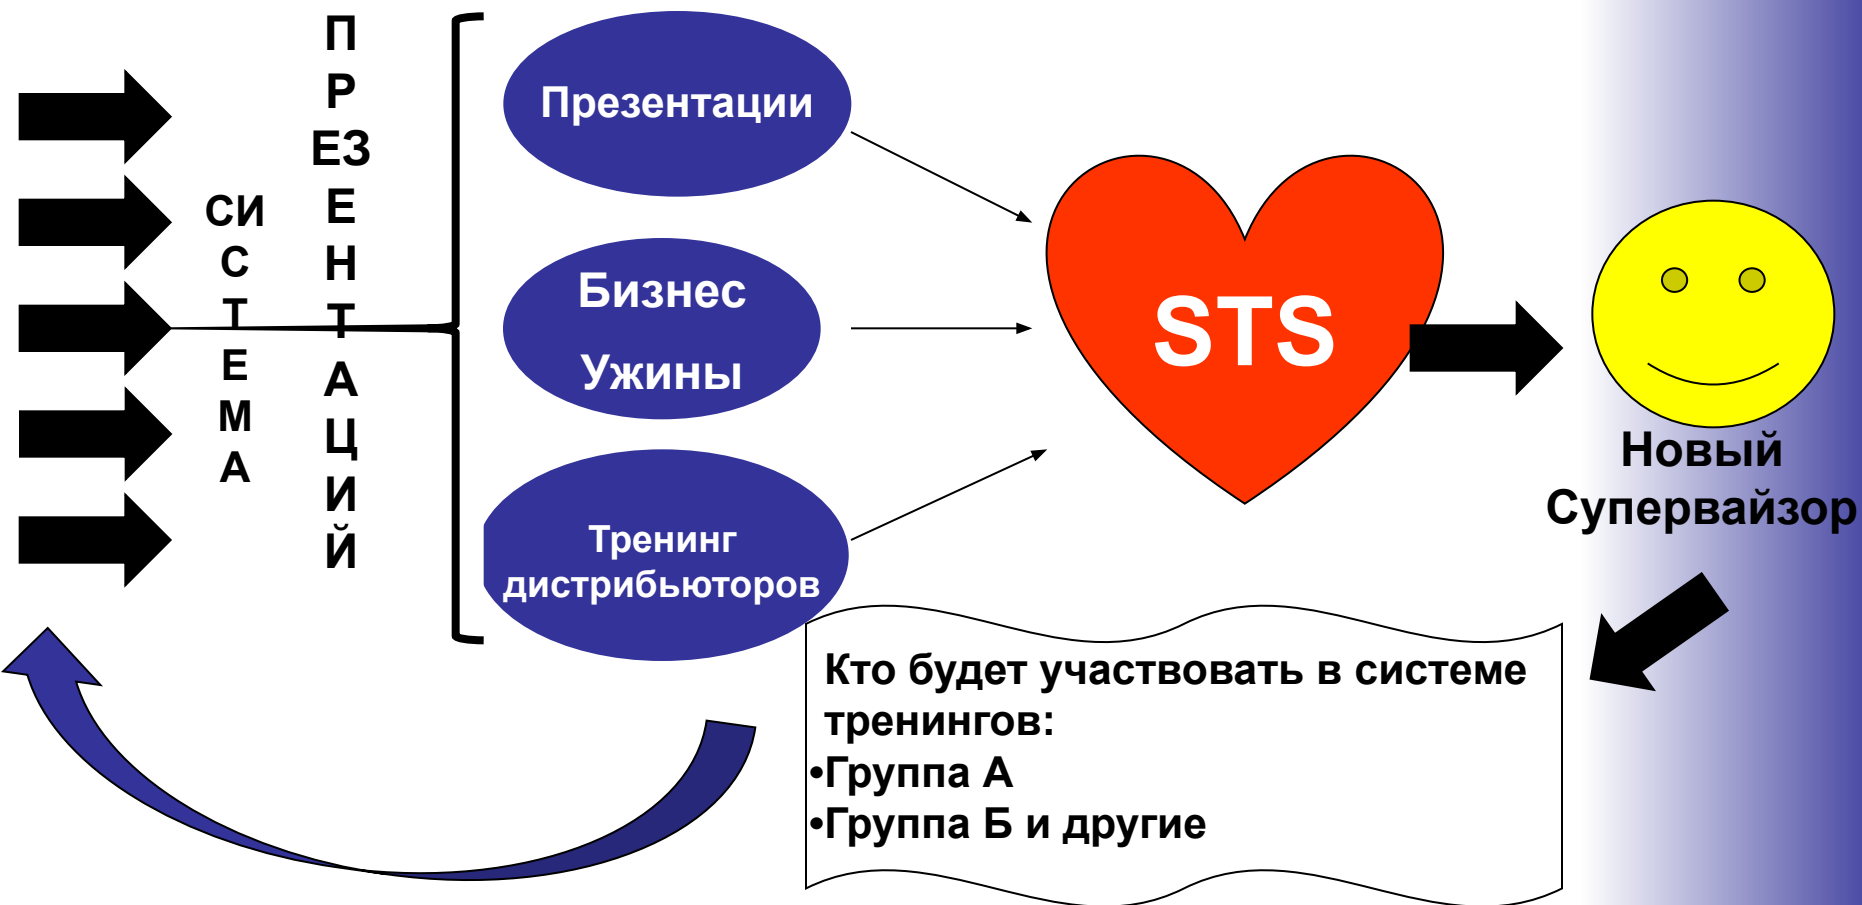 СИ
С
Т
Е
М
А
П
Р
ЕЗ
Е
Н
Т
А
Ц
И
Й
Презентации
Бизнес
Ужины
Тренинг
дистрибьюторов
STS
Новый
Супервайзор
Кто будет участвовать в системе
тренингов:
•Группа А
•Группа Б и другие